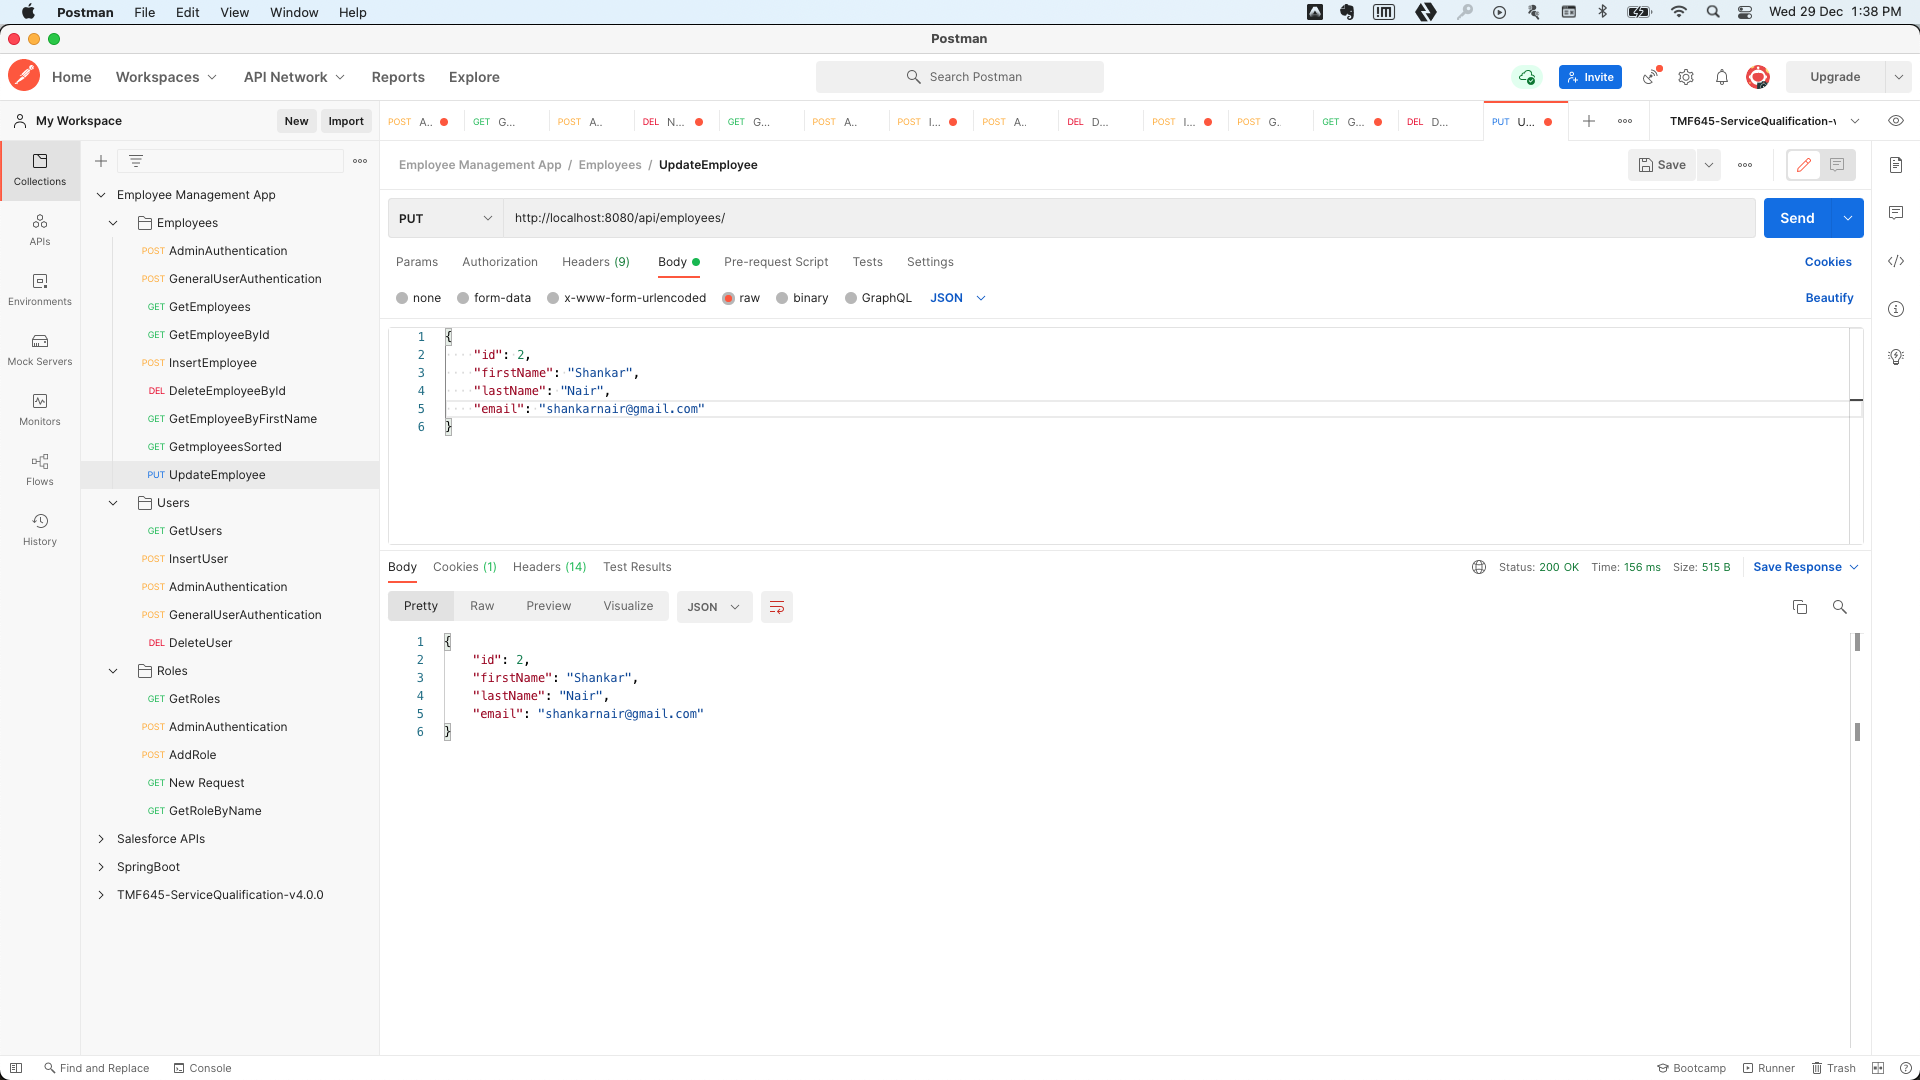 Postman File Edit View Window Help Wed 29 Dec 1:38 PM
Postman
Home Workspaces API Network Reports Explore Search Postman Invite Upgrade
My Workspace New Import
POST A.. GET G... POST A.. DEL N... GET G... POST A.. POST I... POST A.. DEL D... POST I... POST G. GET G... DEL D... PUT U... TMF645-ServiceQualification-v
Collections
APIs
Environments
Mock Servers
Monitors
Flows
History
Employee Management App
Employees
POST AdminAuthentication
POST GeneralUserAuthentication
GET GetEmployees
GET GetEmployeeById
POST InsertEmployee
DEL DeleteEmployeeById
GET GetEmployeeByFirstName
GET GetmployeesSorted
PUT UpdateEmployee
Users
GET GetUsers
POST InsertUser
POST AdminAuthentication
POST GeneralUserAuthentication
DEL DeleteUser
Roles
GET GetRoles
POST AdminAuthentication
POST AddRole
GET New Request
GET GetRoleByName
Salesforce APIs
SpringBoot
TMF645-ServiceQualification-v4.0.0
Employee Management App / Employees / UpdateEmployee Save
PUT http://localhost:8080/api/employees/ Send
Params Authorization Headers (9) Body Pre-request Script Tests Settings Cookies
none form-data x-www-form-urlencoded raw binary GraphQL JSON Beautify
1 {
2 "id": 2,
3 "firstName": "Shankar",
4 "lastName": "Nair",
5 "email": "shankarnair@gmail.com"
6 }
Body Cookies (1) Headers (14) Test Results Status: 200 OK Time: 156 ms Size: 515 B Save Response
Pretty Raw Preview Visualize JSON
1 {
2 "id": 2,
3 "firstName": "Shankar",
4 "lastName": "Nair",
5 "email": "shankarnair@gmail.com"
6 }
Find and Replace Console Bootcamp Runner Trash